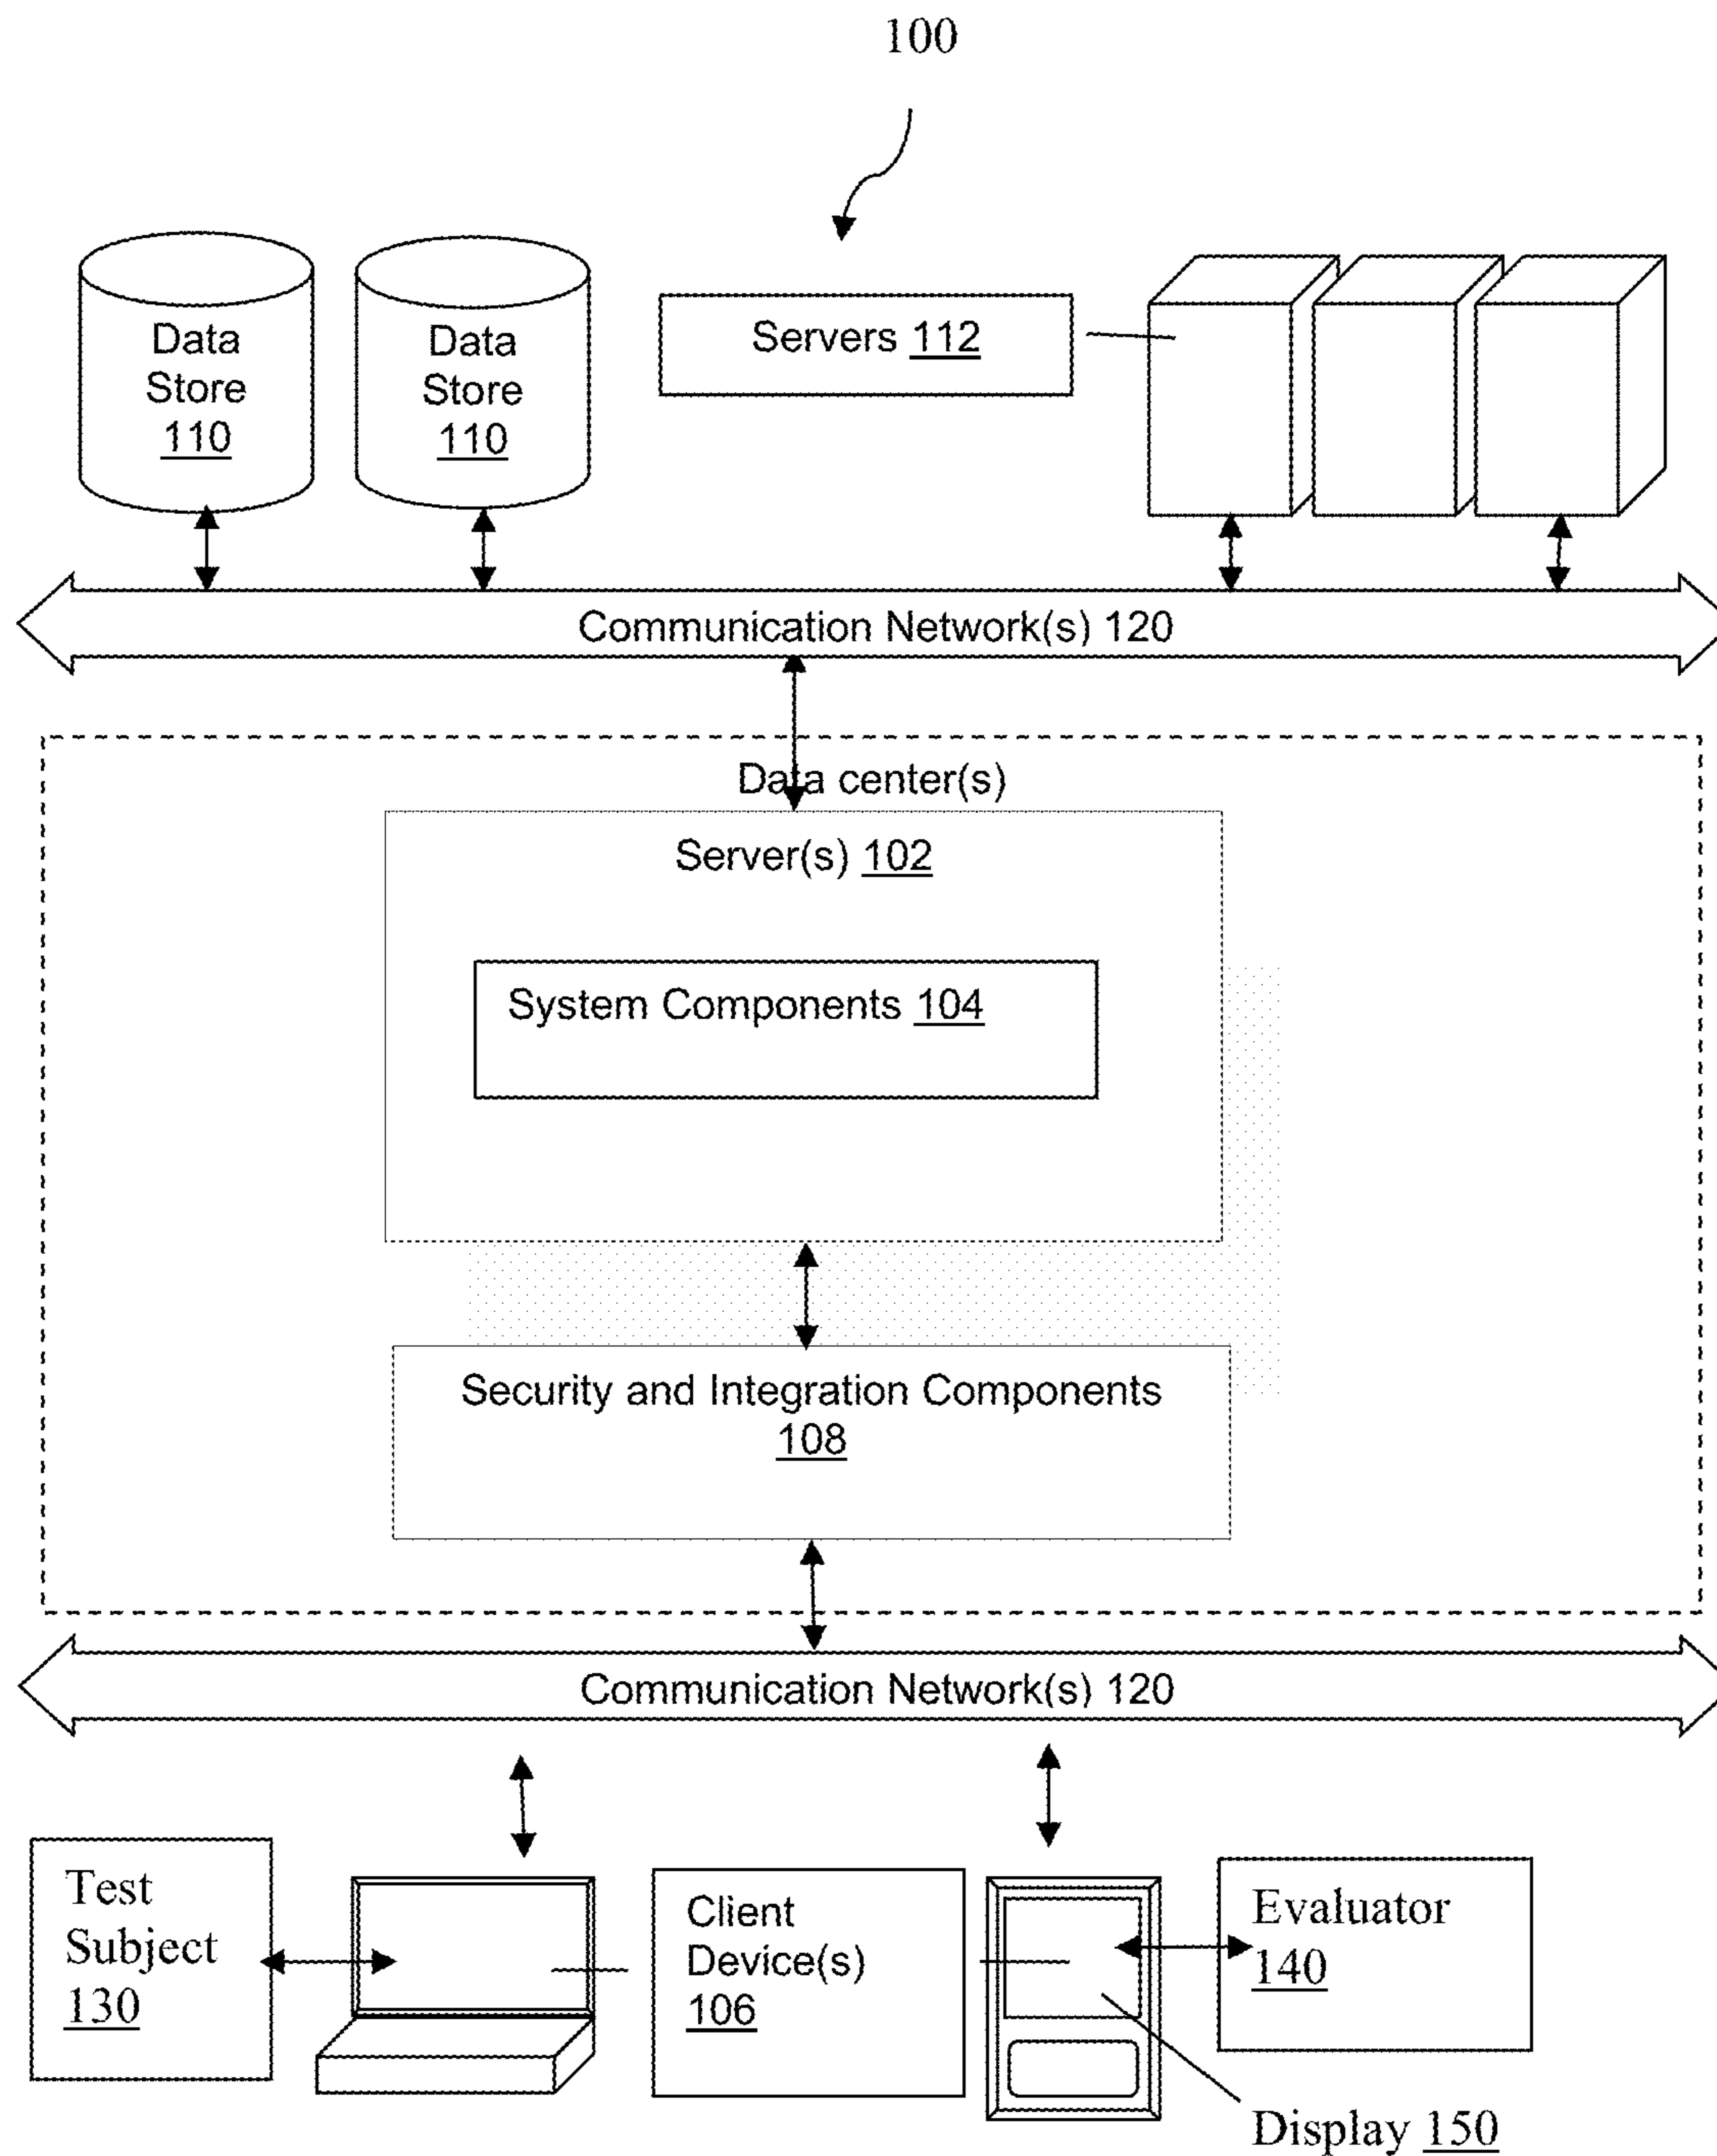 100
Data
Store
110
Data
Store
110
Servers 112
Communication Network(s) 120
Data center(s)
Server(s) 102
System Components 104
Security and Integration Components
108
Communication Network(s) 120
Test
Subject
130
Client
Device(s)
106
Evaluator
140
Display 150